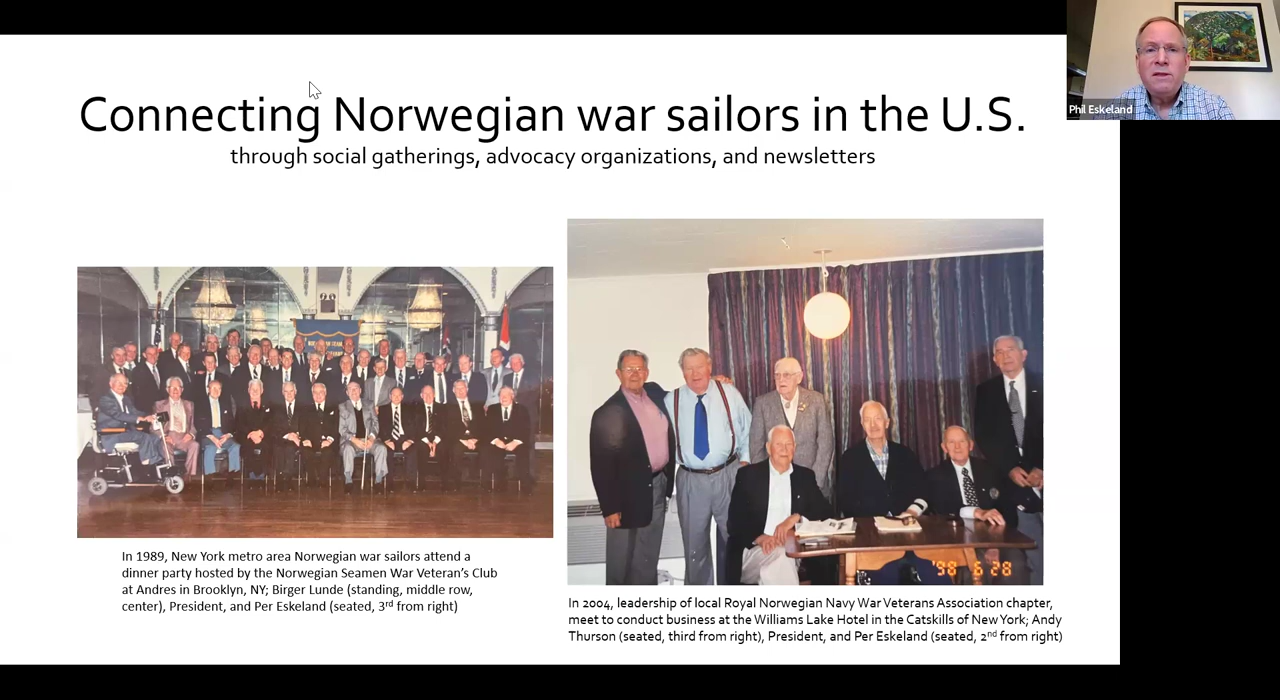 Phil Eskeland
Connecting Norwegian war sailors in the U.S.
through social gatherings, advocacy organizations, and newsletters
'98 6 28
In 1989, New York metro area Norwegian war sailors attend a
dinner party hosted by the Norwegian Seamen War Veteran's Club
at Andres in Brooklyn, NY; Birger Lunde (standing, middle row,
center), President, and Per Eskeland (seated, 3rd from right)
In 2004, leadership of local Royal Norwegian Navy War Veterans Association chapter,
meet to conduct business at the Williams Lake Hotel in the Catskills of New York; Andy
Thurson (seated, third from right), President, and Per Eskeland (seated, 2nd from right)